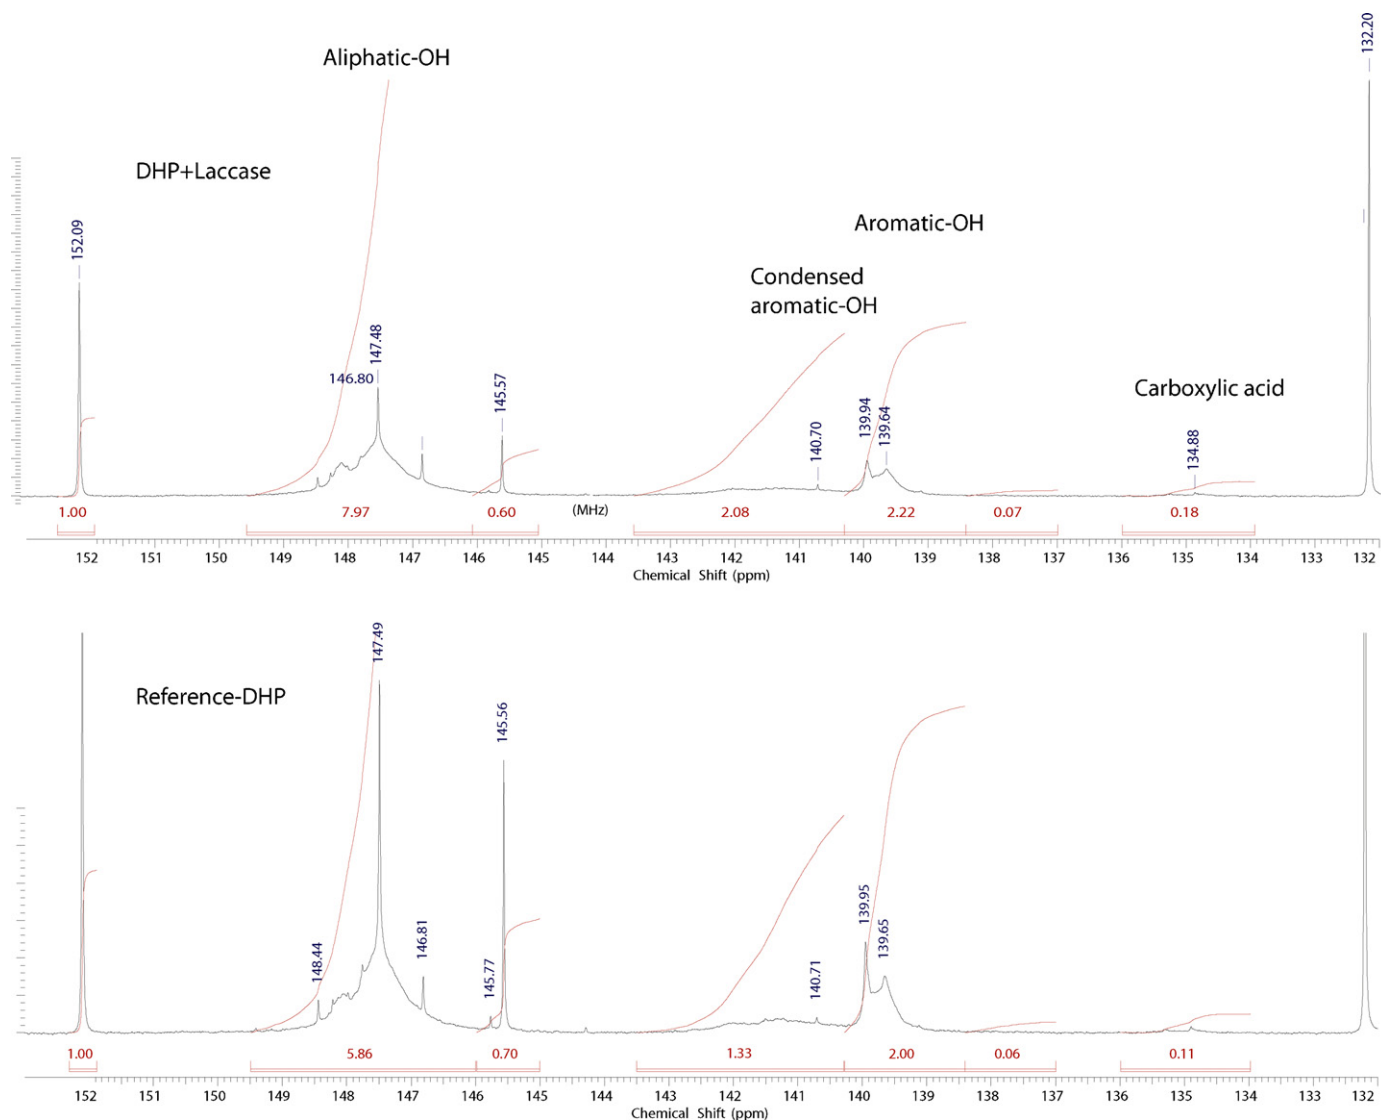 Aliphatic-OH
132.20
DHP+Laccase
152.09
Aromatic-OH
Condensed
aromatic-OH
147.48
146.80
145.57
Carboxylic acid
140.70
139.94
139.64
134.88
1.00 7.97 0.60 (MHz) 2.08 2.22 0.07 0.18
152 151 150 149 148 147 146 145 144 143 142 141 140 139 138 137 136 135 134 133 132
Chemical Shift (ppm)
147.49
Reference-DHP
145.56
148.44
146.81
145.77
140.71
139.95
139.65
1.00 5.86 0.70 1.33 2.00 0.06 0.11
152 151 150 149 148 147 146 145 144 143 142 141 140 139 138 137 136 135 134 133 132
Chemical Shift (ppm)